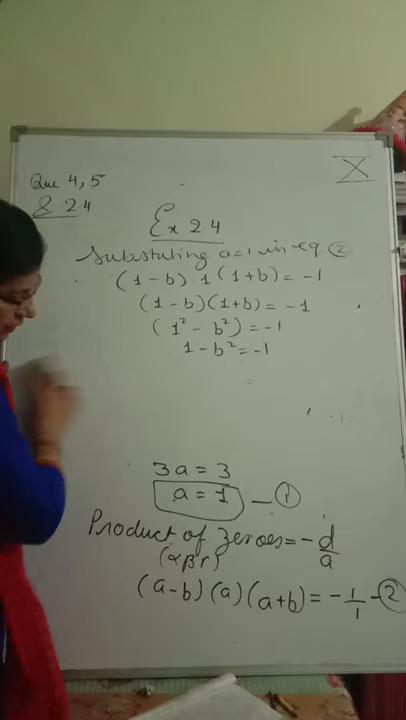 Que 4, 5
& 2.4
X
Ex 2.4
Substuting a=1 in eq. ②
(1-b) . 1 (1+b) = -1
(1-b)(1+b) = -1
(1² - b²) = -1
1-b² = -1
3a = 3
a = 1 — ①
Product of zeroes = - d/a
(αβγ)
(a-b) (a) (a+b) = - 1/1 - ②